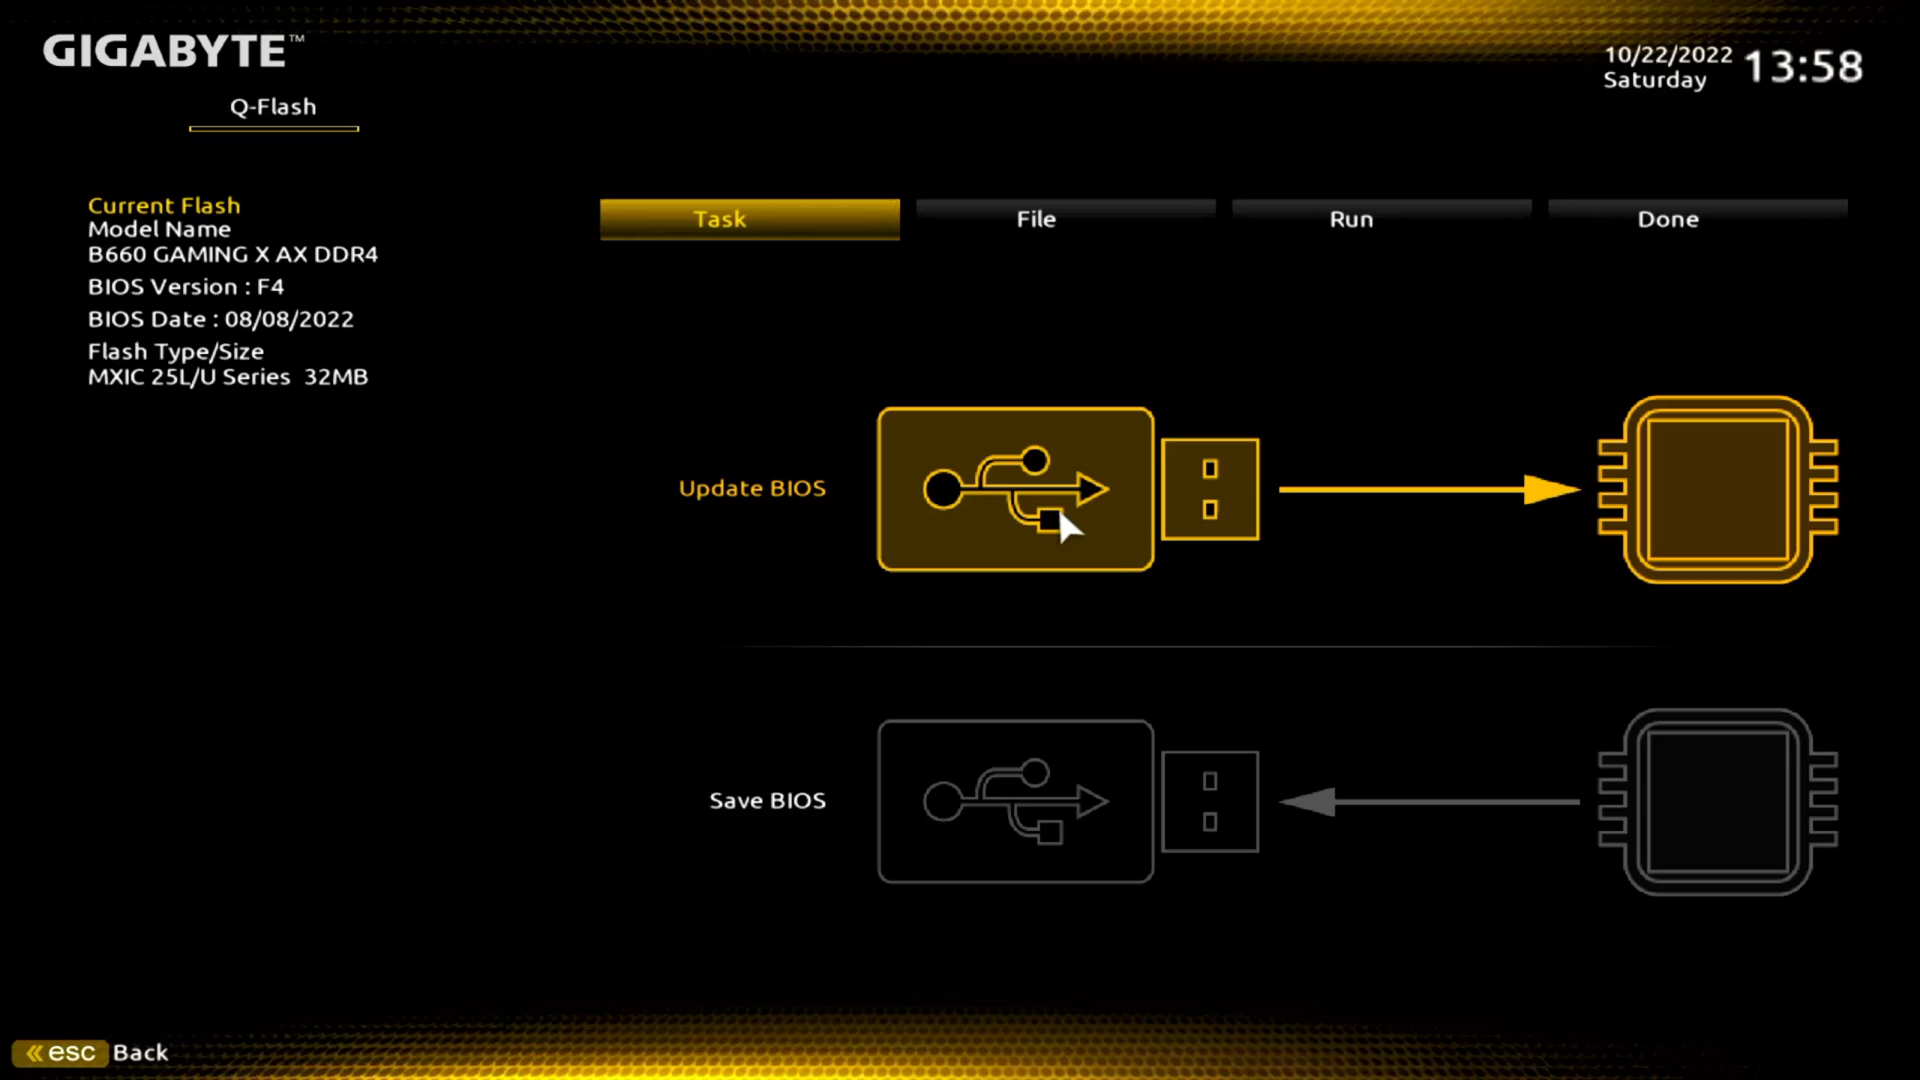 GIGABYTE™
10/22/2022
Saturday
13:58
Q-Flash
Current Flash
Model Name
B660 GAMING X AX DDR4
BIOS Version : F4
BIOS Date : 08/08/2022
Flash Type/Size
MXIC 25L/U Series 32MB
Task
File
Run
Done
Update BIOS
Save BIOS
esc Back